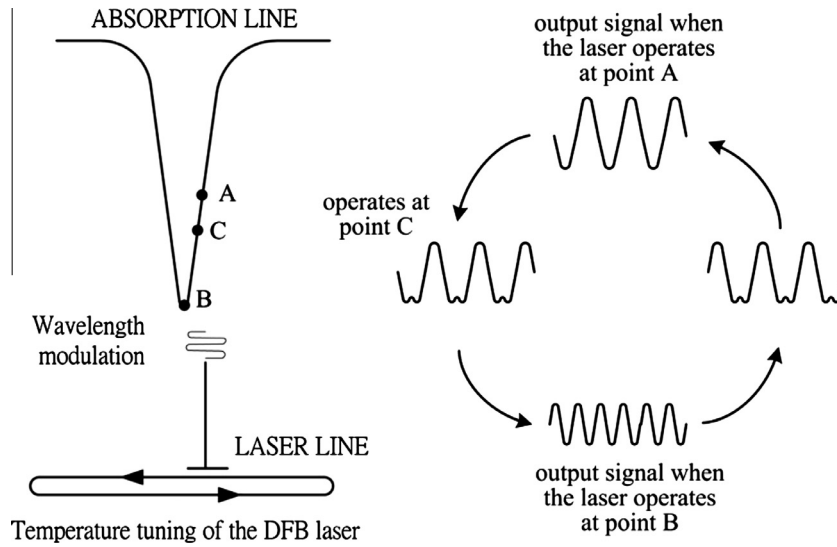 ABSORPTION LINE
A
C
B
Wavelength
modulation
LASER LINE
Temperature tuning of the DFB laser
output signal when
the laser operates
at point A
operates at
point C
output signal when
the laser operates
at point B